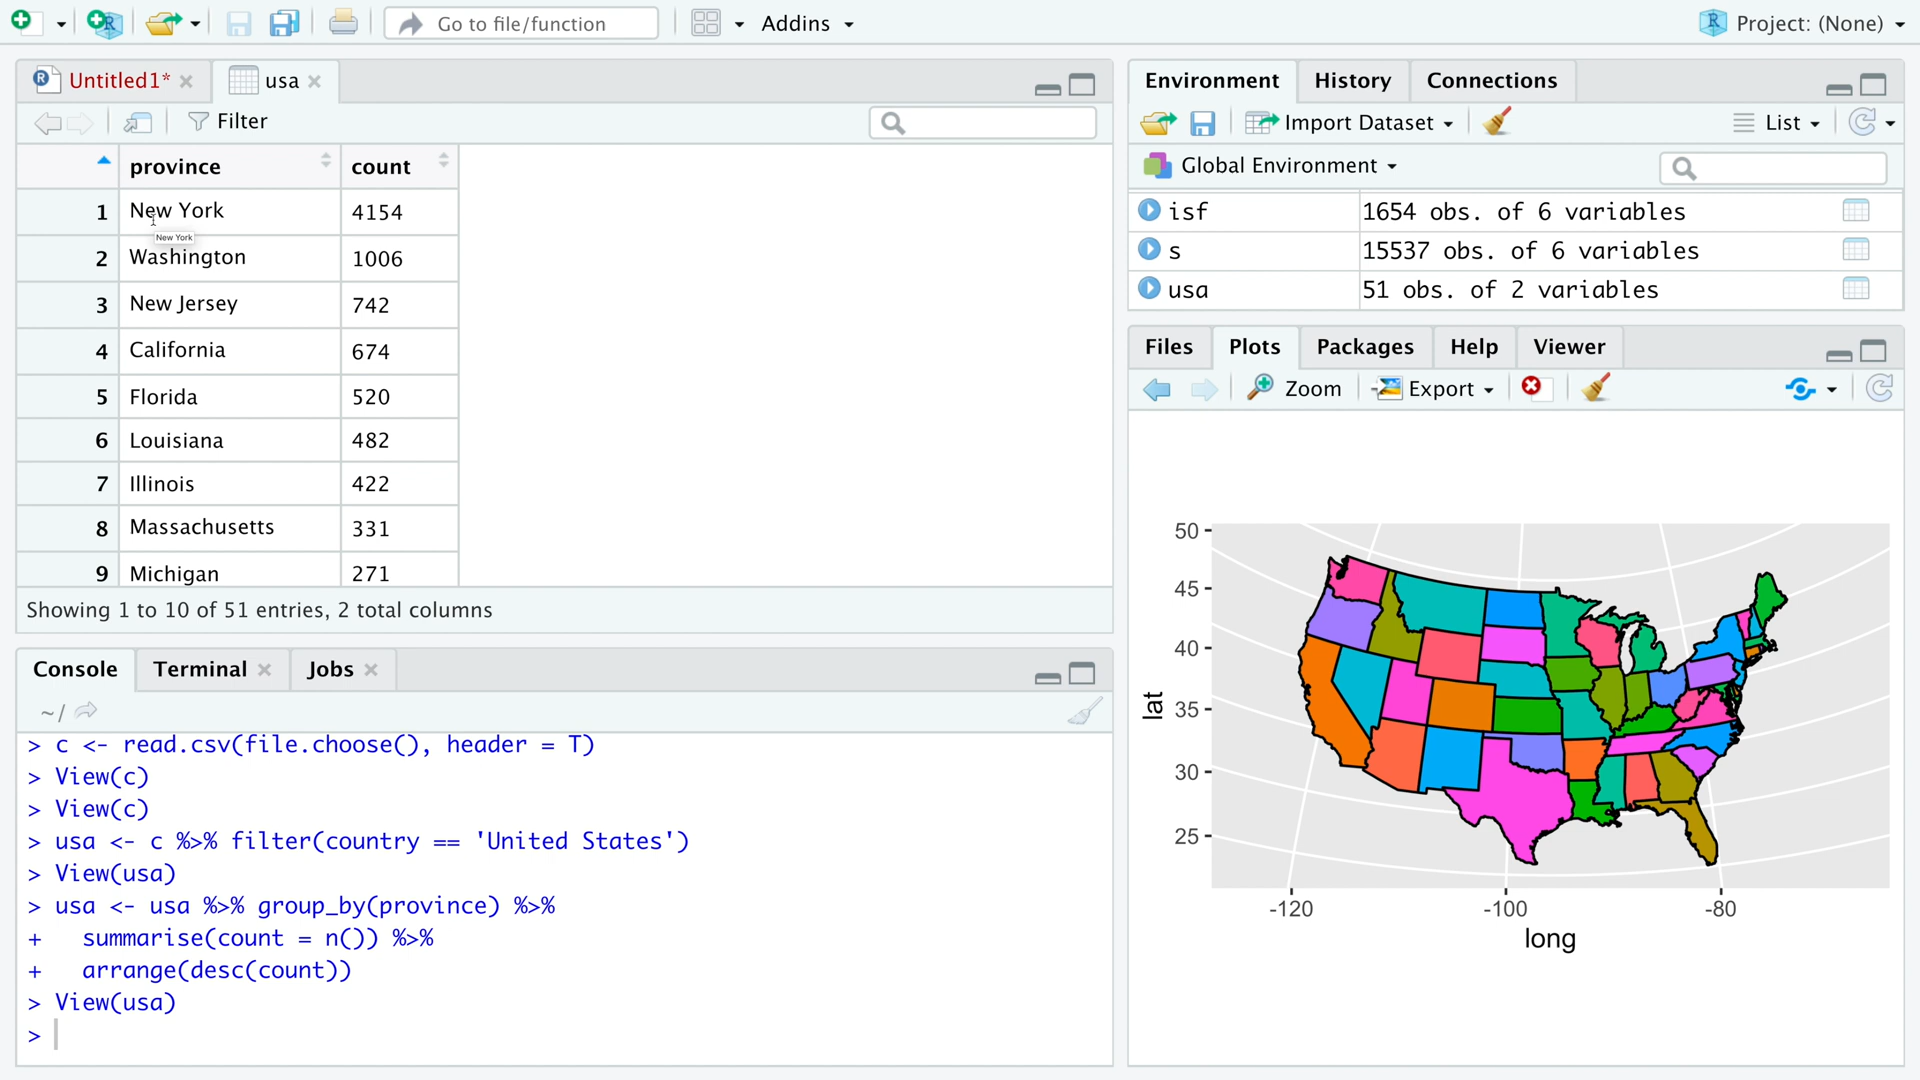 Go to file/function
Addins
Project: (None)
Untitled1*
usa
Filter
province count
1 New York 4154
New York
2 Washington 1006
3 New Jersey 742
4 California 674
5 Florida 520
6 Louisiana 482
7 Illinois 422
8 Massachusetts 331
9 Michigan 271
Showing 1 to 10 of 51 entries, 2 total columns
Console Terminal Jobs
~/
> c <- read.csv(file.choose(), header = T)
> View(c)
> View(c)
> usa <- c %>% filter(country == 'United States')
> View(usa)
> usa <- usa %>% group_by(province) %>%
+   summarise(count = n()) %>%
+   arrange(desc(count))
> View(usa)
>
Environment History Connections
Import Dataset List
Global Environment
isf 1654 obs. of 6 variables
s 15537 obs. of 6 variables
usa 51 obs. of 2 variables
Files Plots Packages Help Viewer
Zoom Export
50
45
40
35
30
25
lat
-120 -100 -80
long